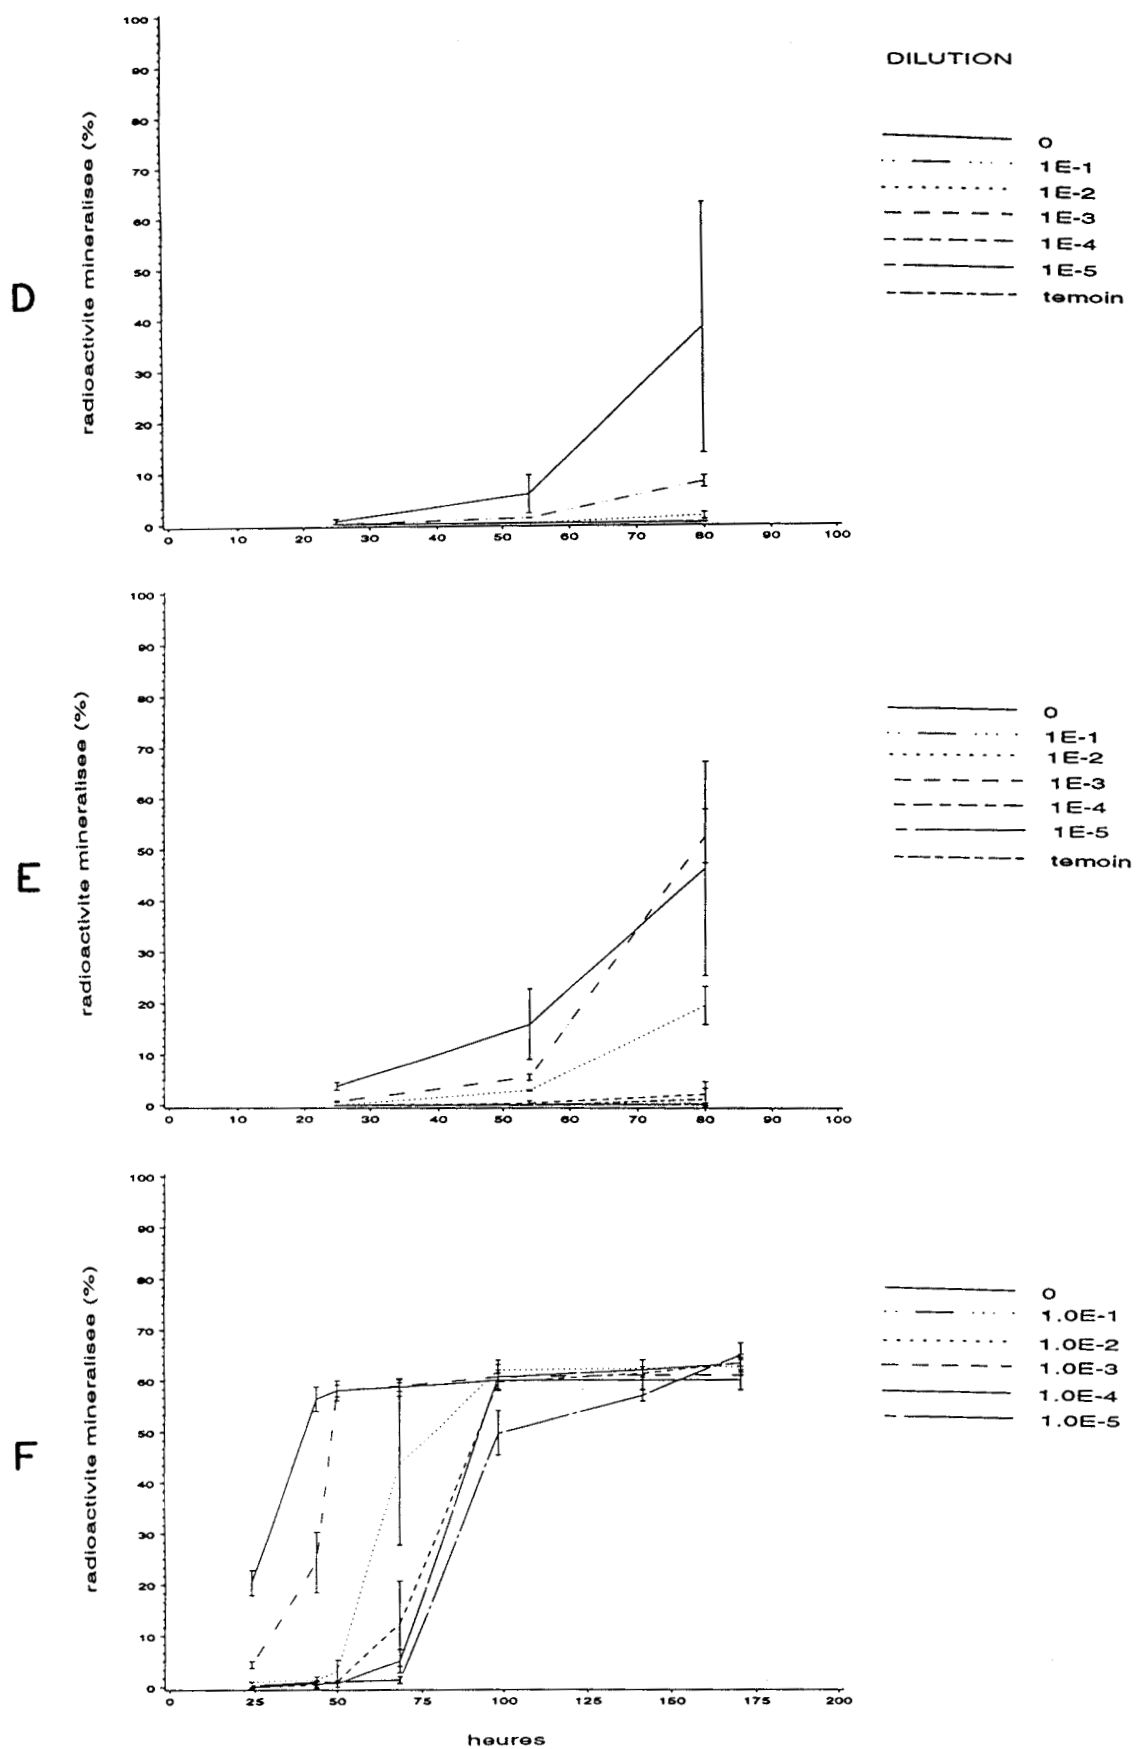 D
radioactivite mineralisee (%)
100
90
80
70
60
50
40
30
20
10
0
0 10 20 30 40 50 60 70 80 90 100
DILUTION
0
1E-1
1E-2
1E-3
1E-4
1E-5
temoin
E
radioactivite mineralisee (%)
100
90
80
70
60
50
40
30
20
10
0
0 10 20 30 40 50 60 70 80 90 100
0
1E-1
1E-2
1E-3
1E-4
1E-5
temoin
F
radioactivite mineralisee (%)
100
90
80
70
60
50
40
30
20
10
0
0 25 50 75 100 125 150 175 200
heures
0
1.0E-1
1.0E-2
1.0E-3
1.0E-4
1.0E-5